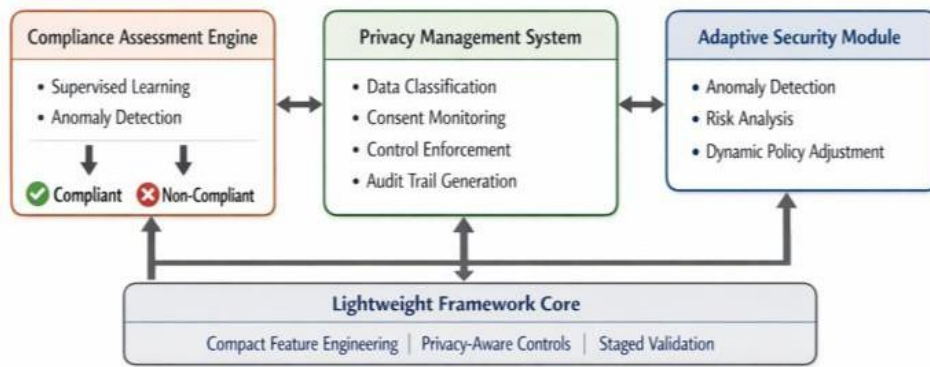 Compliance Assessment Engine
• Supervised Learning
• Anomaly Detection
Compliant
Non-Compliant
Privacy Management System
• Data Classification
• Consent Monitoring
• Control Enforcement
• Audit Trail Generation
Adaptive Security Module
• Anomaly Detection
• Risk Analysis
• Dynamic Policy Adjustment
Lightweight Framework Core
Compact Feature Engineering | Privacy-Aware Controls | Staged Validation